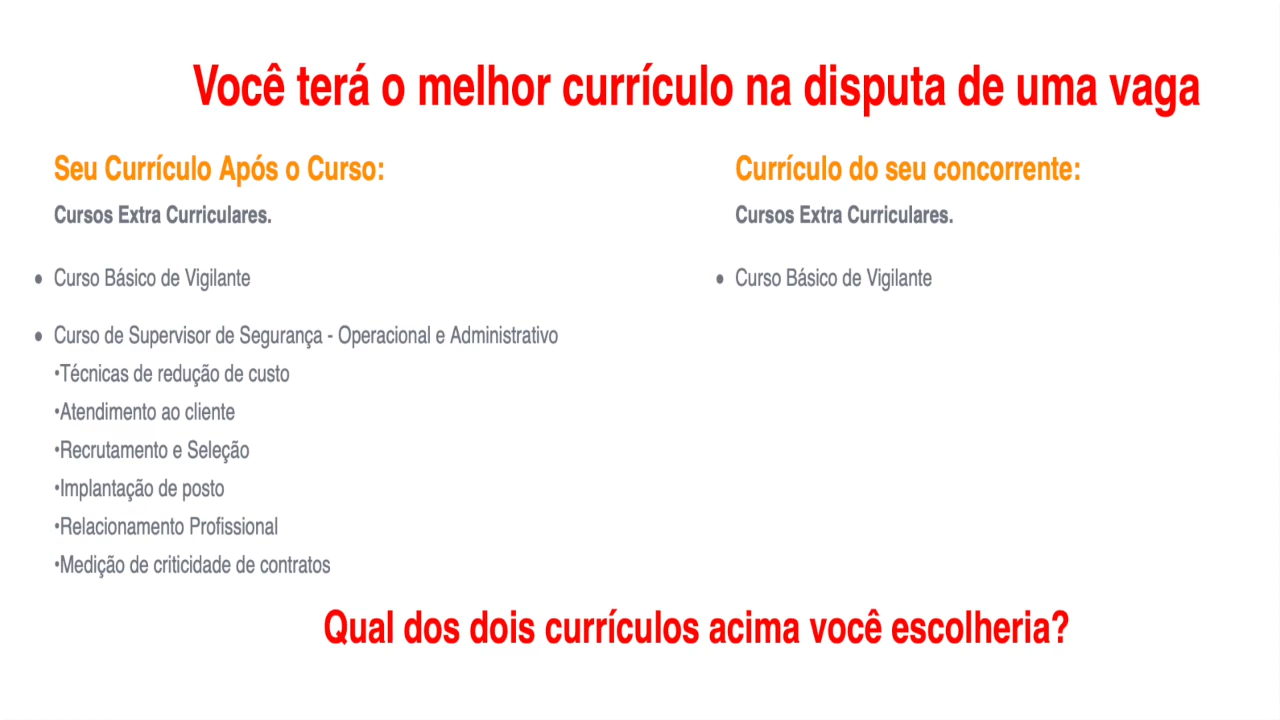 Você terá o melhor currículo na disputa de uma vaga
Seu Currículo Após o Curso:
Cursos Extra Curriculares.
• Curso Básico de Vigilante
• Curso de Supervisor de Segurança - Operacional e Administrativo
•Técnicas de redução de custo
•Atendimento ao cliente
•Recrutamento e Seleção
•Implantação de posto
•Relacionamento Profissional
•Medição de criticidade de contratos
Currículo do seu concorrente:
Cursos Extra Curriculares.
• Curso Básico de Vigilante
Qual dos dois currículos acima você escolheria?